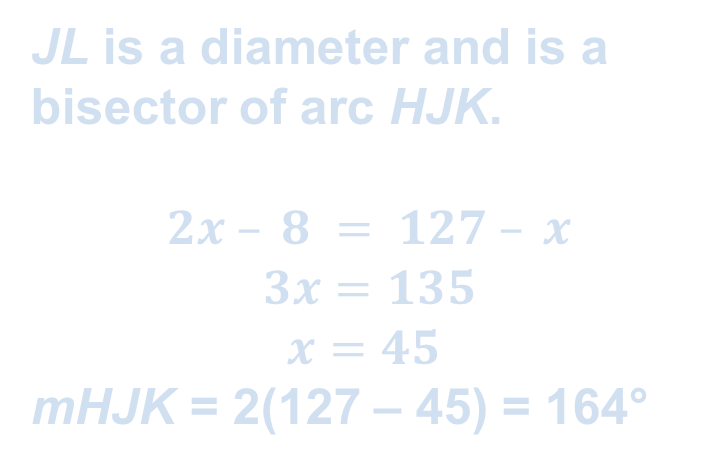 JL is a diameter and is a
bisector of arc HJK.
2x – 8 = 127 – x
3x = 135
x = 45
mHJK = 2(127 – 45) = 164°